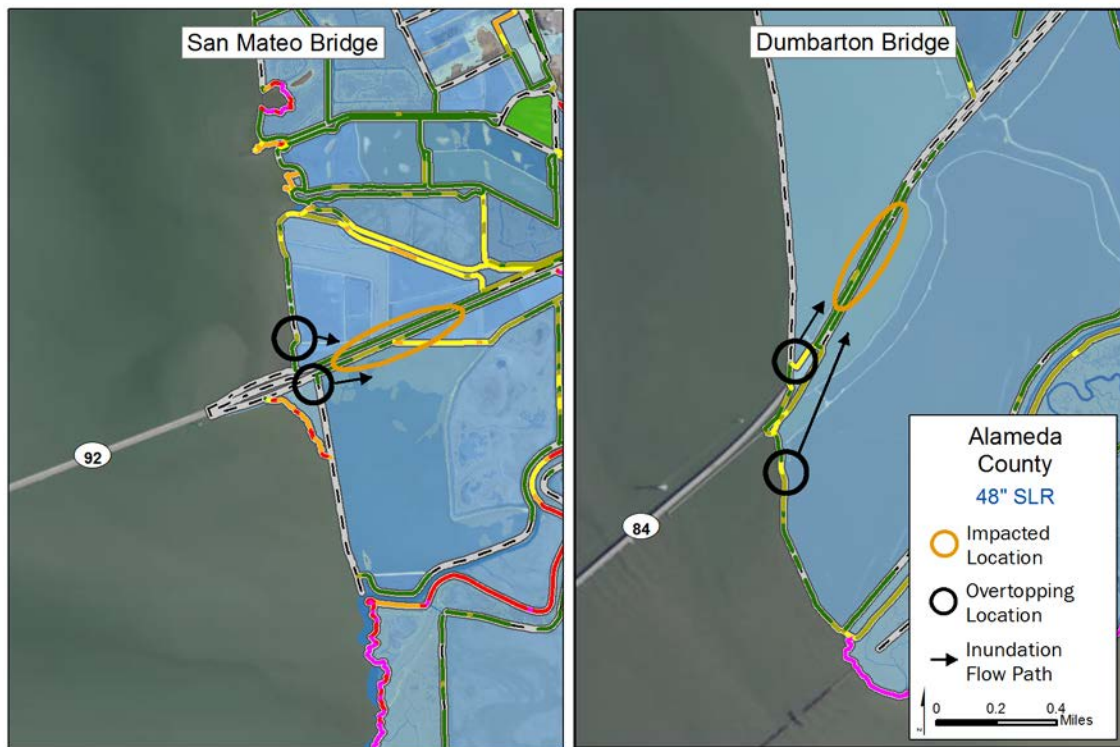 San Mateo Bridge
92
Dumbarton Bridge
84
Alameda
County
48" SLR
Impacted
Location
Overtopping
Location
Inundation
Flow Path
N
0 0.2 0.4
Miles